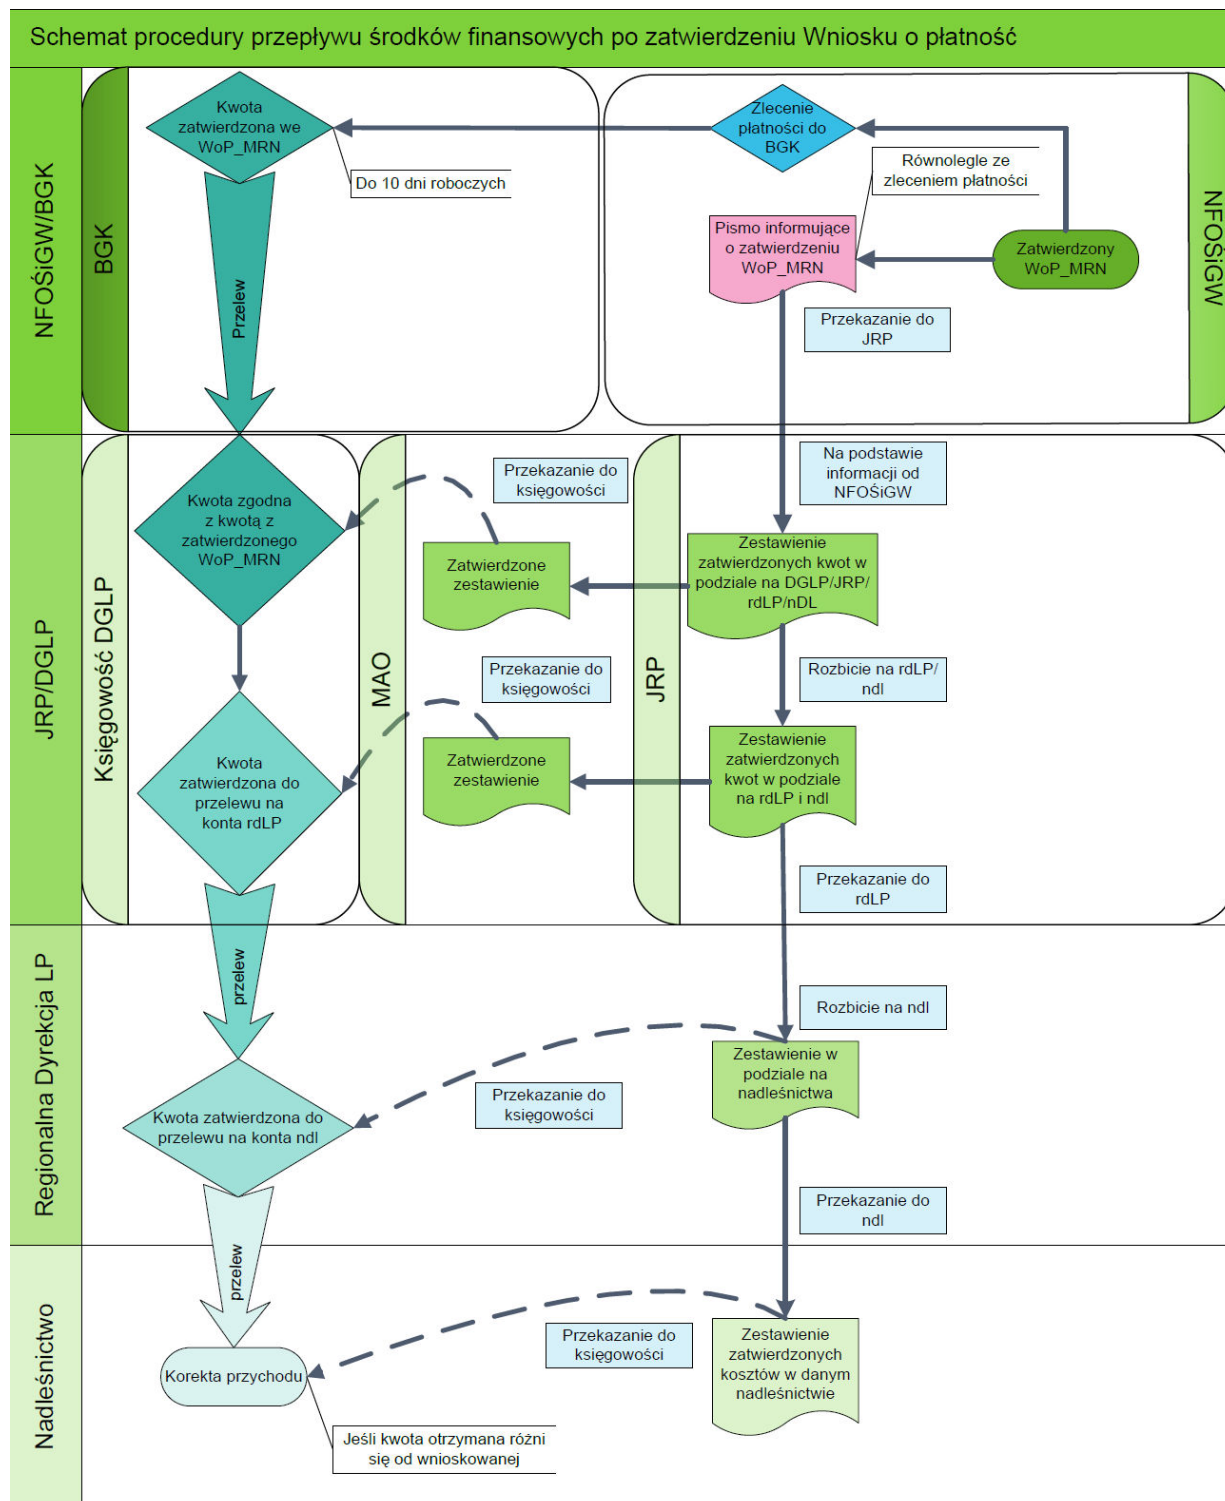 Schemat procedury przepływu środków finansowych po zatwierdzeniu Wniosku o płatność
NFOŚiGW/BGK
BGK
Kwota
zatwierdzona we
WoP_MRN
Do 10 dni roboczych
Przelew
Zlecenie
płatności do
BGK
Równolegle ze
zleceniem płatności
Pismo informujące
o zatwierdzeniu
WoP_MRN
Zatwierdzony
WoP_MRN
NFOŚiGW
Przekazanie do
JRP
JRP/DGLP
Księgowość DGLP
Kwota zgodna
z kwotą z
zatwierdzonego
WoP_MRN
MAO
Przekazanie do
księgowości
Zatwierdzone
zestawienie
JRP
Na podstawie
informacji od
NFOŚiGW
Zestawienie
zatwierdzonych kwot w
podziale na DGLP/JRP/
rdLP/nDL
Przekazanie do
księgowości
Rozbicie na rdLP/
ndl
Kwota
zatwierdzona do
przelewu na
konta rdLP
Zatwierdzone
zestawienie
Zestawienie
zatwierdzonych
kwot w podziale
na rdLP i ndl
Przekazanie do
rdLP
Regionalna Dyrekcja LP
przelew
Rozbicie na ndl
Kwota zatwierdzona do
przelewu na konta ndl
Przekazanie do
księgowości
Zestawienie w
podziale na
nadleśnictwa
Przekazanie do
ndl
Nadleśnictwo
przelew
Korekta przychodu
Przekazanie do
księgowości
Zestawienie
zatwierdzonych
kosztów w danym
nadleśnictwie
Jeśli kwota otrzymana różni
się od wnioskowanej